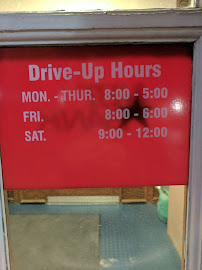 Drive-Up Hours
MON. - THUR. 8:00 - 5:00
FRI. 8:00 - 6:00
SAT. 9:00 - 12:00